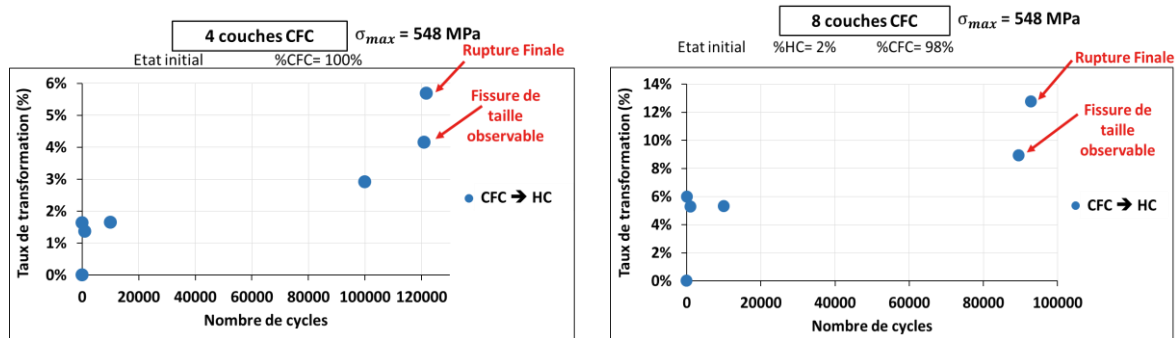 4 couches CFC
σmax = 548 MPa
Etat initial %CFC= 100%
Rupture Finale
Fissure de
taille
observable
6%
5%
4%
3%
2%
1%
0%
Taux de transformation (%)
0 20000 40000 60000 80000 100000 120000
Nombre de cycles
CFC ➔ HC
8 couches CFC
σmax = 548 MPa
Etat initial %HC= 2% %CFC= 98%
Rupture Finale
Fissure de
taille
observable
14%
12%
10%
8%
6%
4%
2%
0%
Taux de transformation (%)
0 20000 40000 60000 80000 100000
Nombre de cycles
CFC ➔ HC